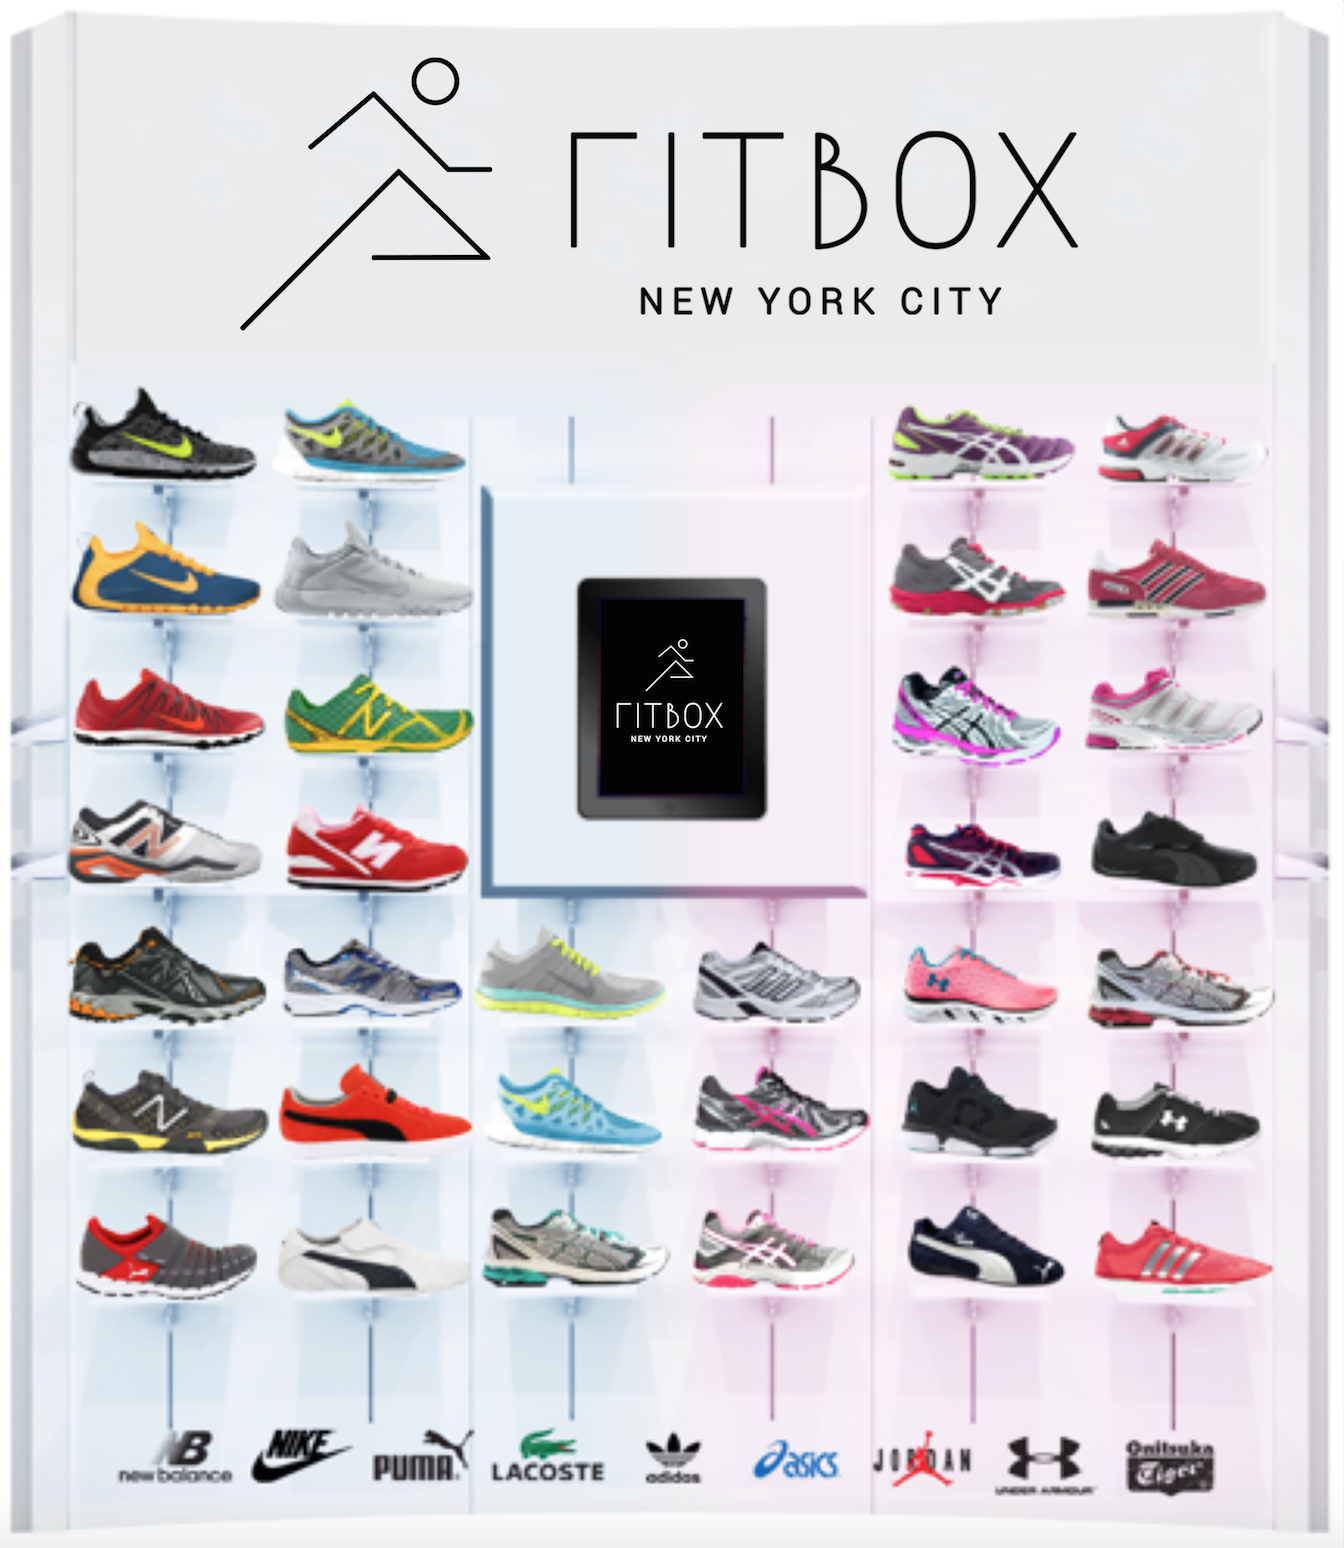 FITBOX
NEW YORK CITY
FITBOX
NEW YORK CITY
new balance
NIKE
PUMA
LACOSTE
adidas
asics
JORDAN
UNDER ARMOUR
Onitsuka
Tiger